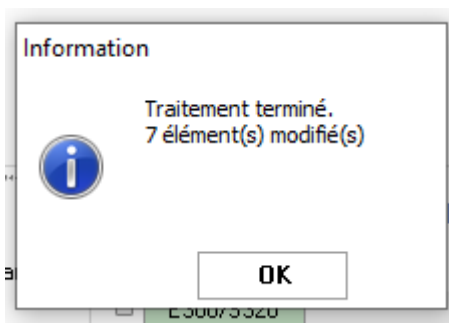 Information
Traitement terminé.
7 élément(s) modifié(s)
OK